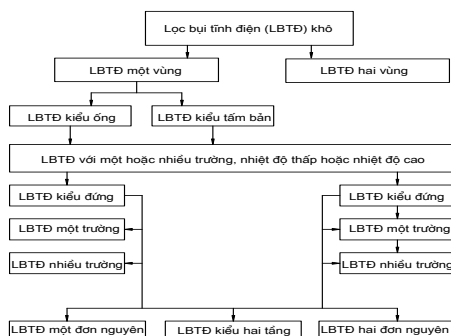 Lọc bụi tĩnh điện (LBTĐ) khô
LBTĐ một vùng
LBTĐ hai vùng
LBTĐ kiểu ống
LBTĐ kiểu tấm bản
LBTĐ với một hoặc nhiều trường, nhiệt độ thấp hoặc nhiệt độ cao
LBTĐ kiểu đứng
LBTĐ kiểu đứng
LBTĐ một trường
LBTĐ một trường
LBTĐ nhiều trường
LBTĐ nhiều trường
LBTĐ một đơn nguyên
LBTĐ kiểu hai tầng
LBTĐ hai đơn nguyên